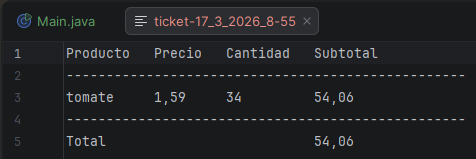 Main.java ticket-17_3_2026_8-55
1 Producto Precio Cantidad Subtotal
2 --------------------------------------------------
3 tomate 1,59 34 54,06
4 --------------------------------------------------
5 Total 54,06